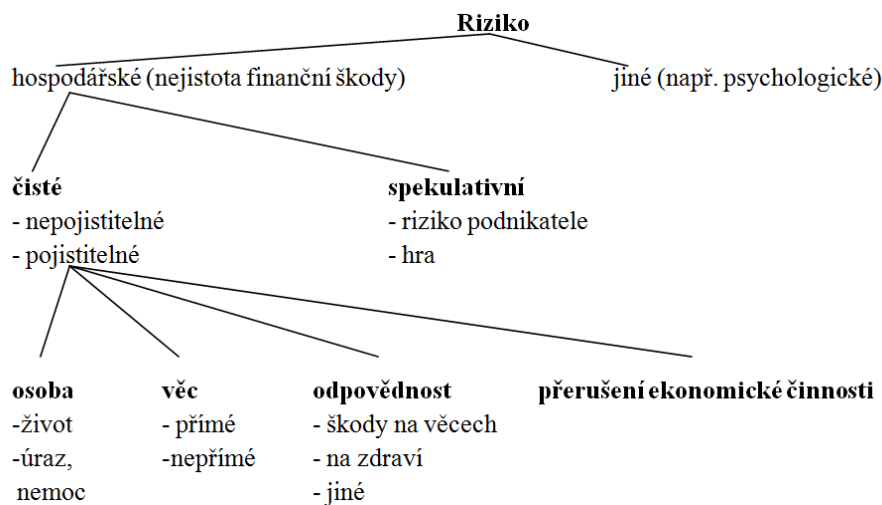 Riziko
hospodářské (nejistota finanční škody)
jiné (např. psychologické)
čisté
- nepojistitelné
- pojistitelné
spekulativní
- riziko podnikatele
- hra
osoba
-život
-úraz,
nemoc
věc
- přímé
-nepřímé
odpovědnost
- škody na věcech
- na zdraví
- jiné
přerušení ekonomické činnosti